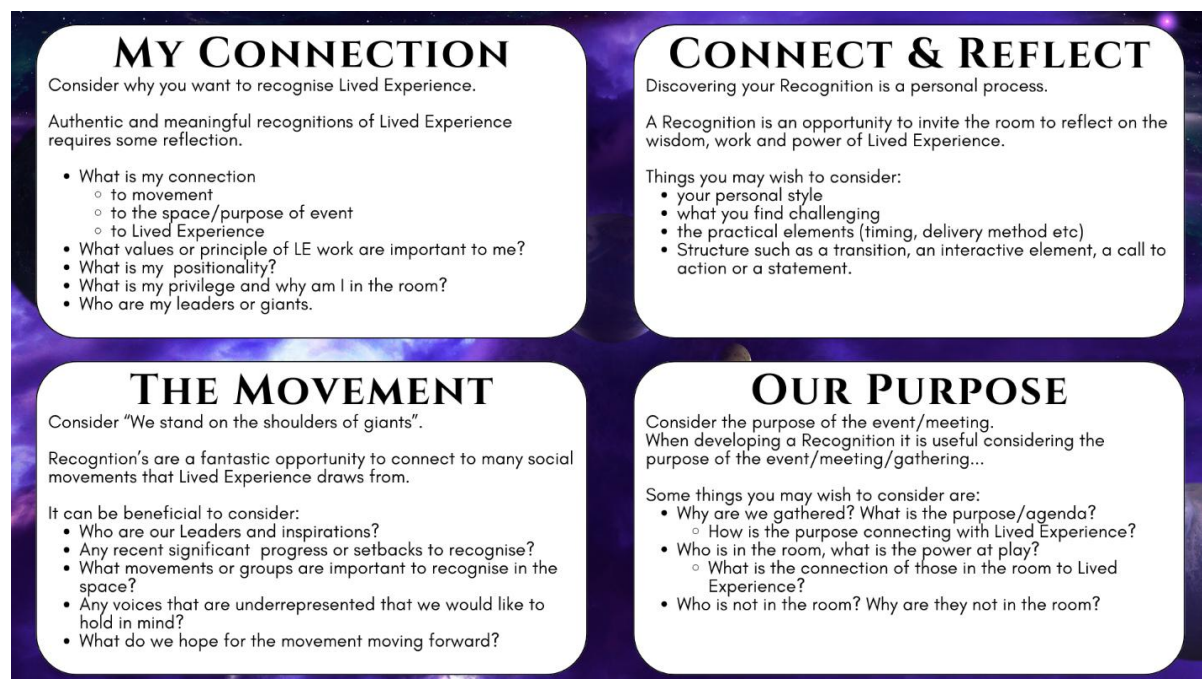 My Connection
Consider why you want to recognise Lived Experience.
Authentic and meaningful recognitions of Lived Experience
requires some reflection.
• What is my connection
○ to movement
○ to the space/purpose of event
○ to Lived Experience
• What values or principle of LE work are important to me?
• What is my positionality?
• What is my privilege and why am I in the room?
• Who are my leaders or giants.
Connect & Reflect
Discovering your Recognition is a personal process.
A Recognition is an opportunity to invite the room to reflect on the
wisdom, work and power of Lived Experience.
Things you may wish to consider:
• your personal style
• what you find challenging
• the practical elements (timing, delivery method etc)
• Structure such as a transition, an interactive element, a call to
action or a statement.
The Movement
Consider “We stand on the shoulders of giants”.
Recogntion’s are a fantastic opportunity to connect to many social
movements that Lived Experience draws from.
It can be beneficial to consider:
• Who are our Leaders and inspirations?
• Any recent significant progress or setbacks to recognise?
• What movements or groups are important to recognise in the
space?
• Any voices that are underrepresented that we would like to
hold in mind?
• What do we hope for the movement moving forward?
Our Purpose
Consider the purpose of the event/meeting.
When developing a Recognition it is useful considering the
purpose of the event/meeting/gathering...
Some things you may wish to consider are:
• Why are we gathered? What is the purpose/agenda?
○ How is the purpose connecting with Lived Experience?
• Who is in the room, what is the power at play?
○ What is the connection of those in the room to Lived
Experience?
• Who is not in the room? Why are they not in the room?